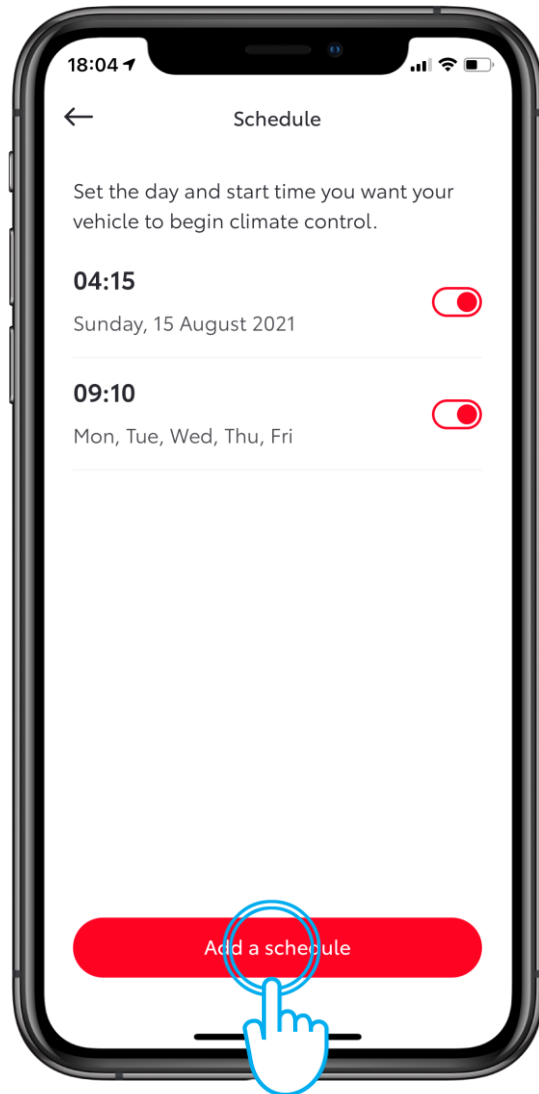 18:04
Schedule
Set the day and start time you want your
vehicle to begin climate control.
04:15
Sunday, 15 August 2021
09:10
Mon, Tue, Wed, Thu, Fri
Add a schedule